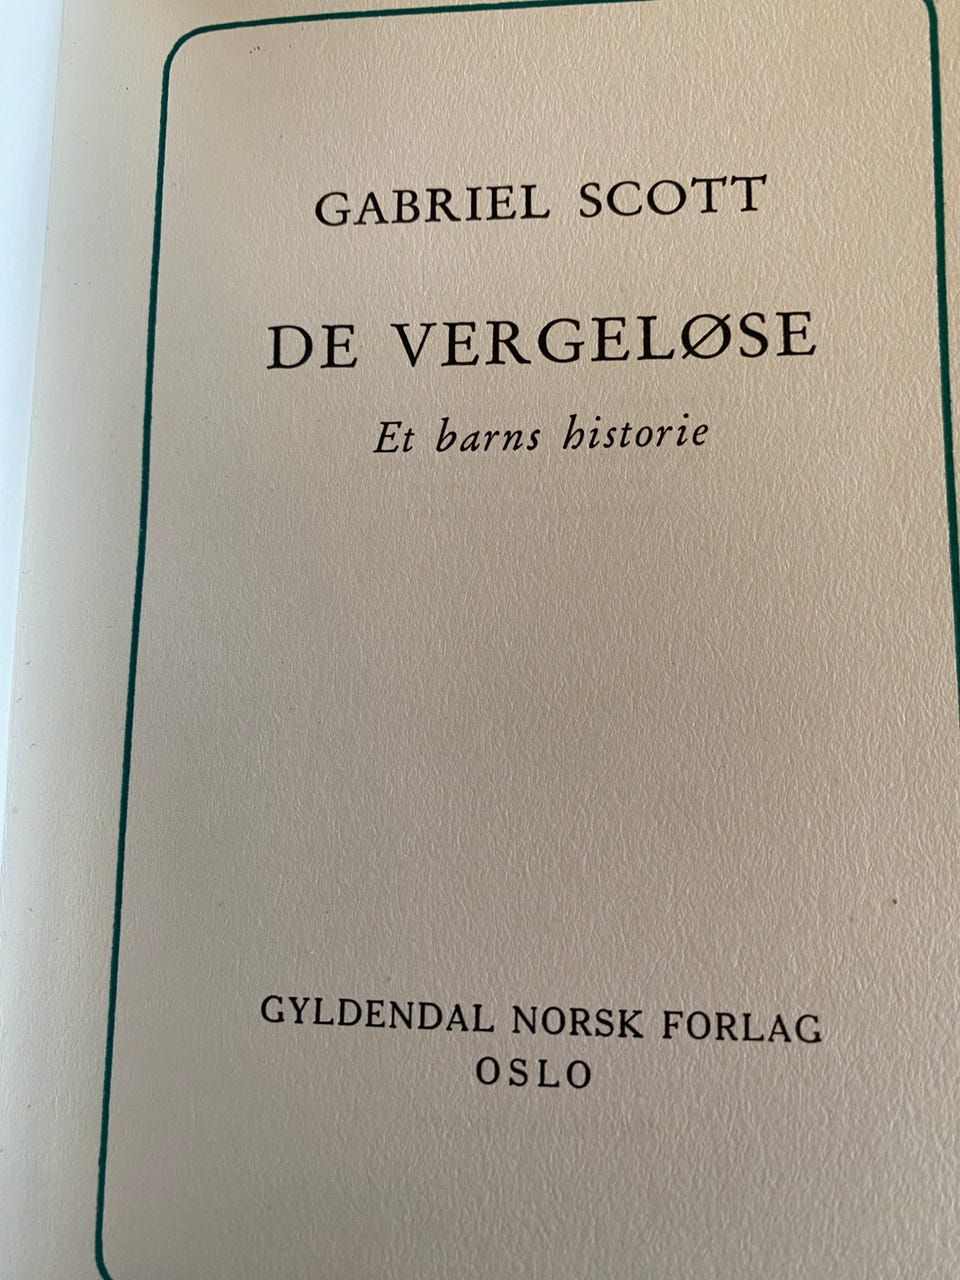 GABRIEL SCOTT
DE VERGELØSE
Et barns historie
GYLDENDAL NORSK FORLAG
OSLO